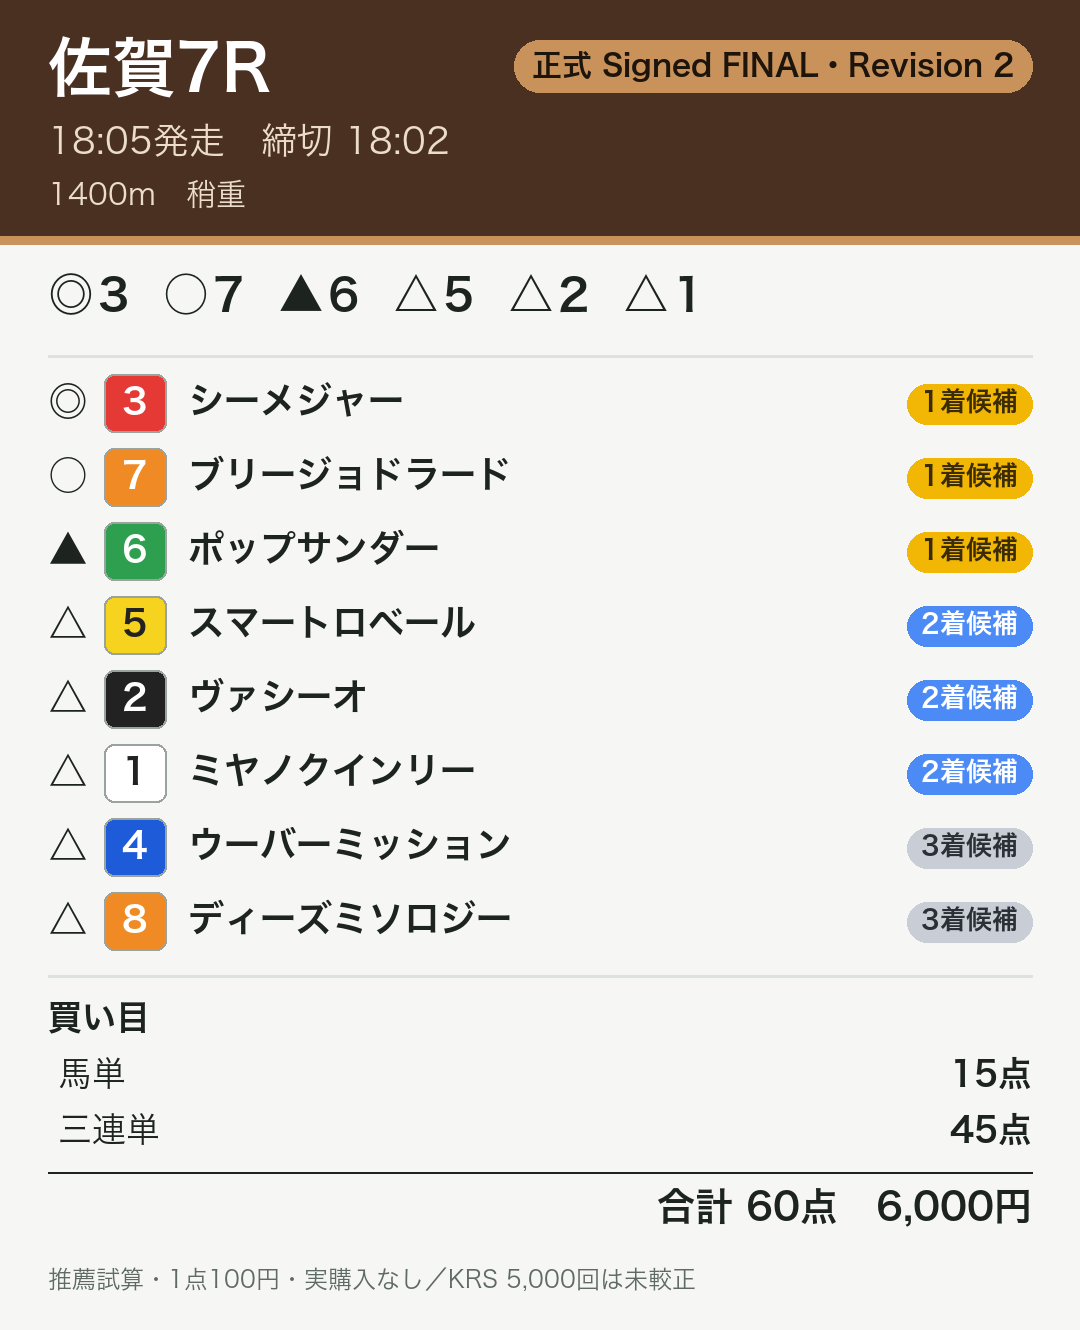 佐賀7R
正式 Signed FINAL・Revision 2
18:05発走 締切 18:02
1400m 稍重
◎3 ○7 ▲6 △5 △2 △1
◎ 3 シーメジャー 1着候補
○ 7 ブリージョドラード 1着候補
▲ 6 ポップサンダー 1着候補
△ 5 スマートロベール 2着候補
△ 2 ヴァシーオ 2着候補
△ 1 ミヤノクインリー 2着候補
△ 4 ウーバーミッション 3着候補
△ 8 ディーズミソロジー 3着候補
買い目
馬単 15点
三連単 45点
合計 60点 6,000円
推薦試算・1点100円・実購入なし／KRS 5,000回は未較正